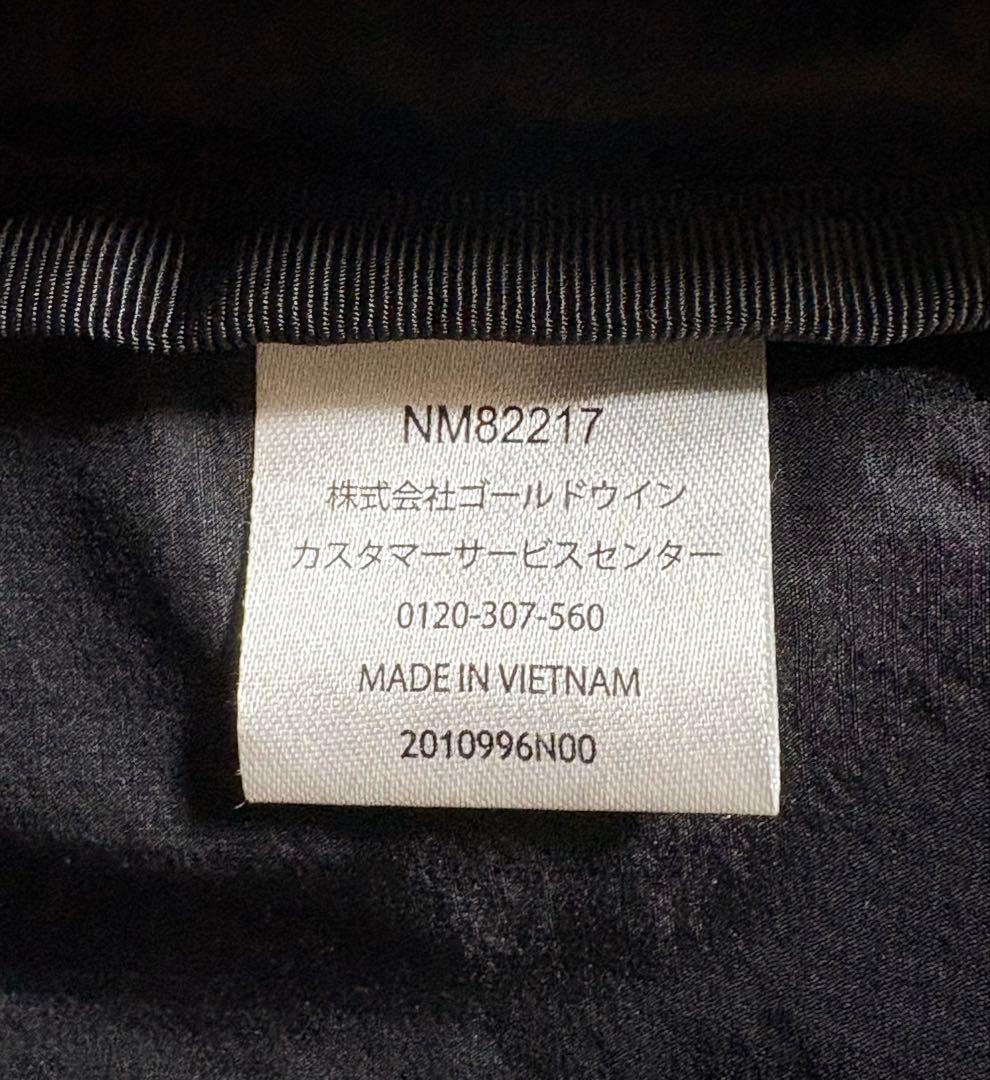 NM82217
株式会社ゴールドウイン
カスタマーサービスセンター
0120-307-560
MADE IN VIETNAM
2010996N00